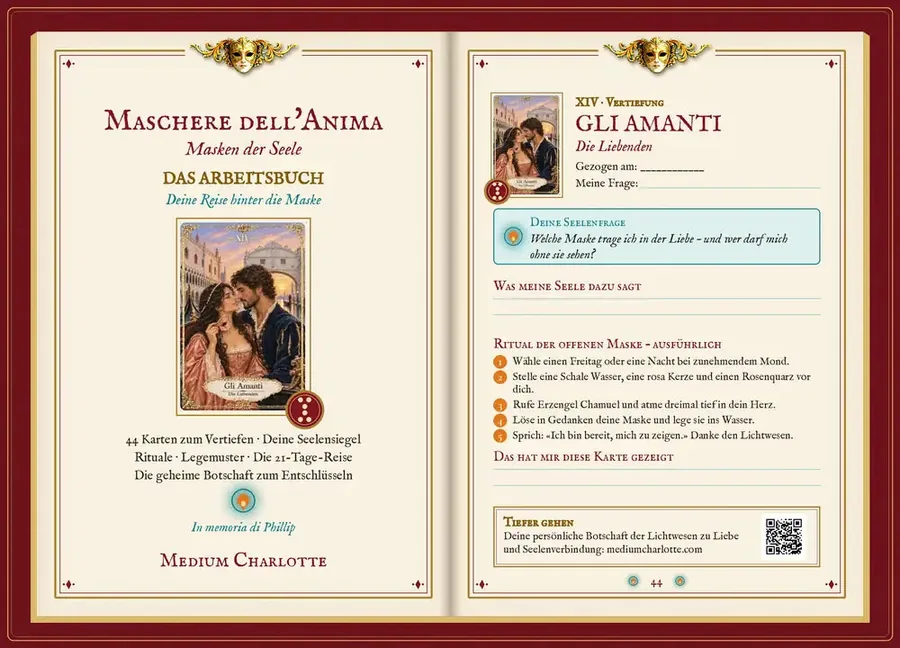 Maschere dell'Anima
Masken der Seele
DAS ARBEITSBUCH
Deine Reise hinter die Maske
XIV
Gli Amanti
Die Liebenden
44 Karten zum Vertiefen · Deine Seelensiegel
Rituale · Legemuster · Die 21-Tage-Reise
Die geheime Botschaft zum Entschlüsseln
In memoria di Phillip
Medium Charlotte
XIV · Vertiefung
GLI AMANTI
Die Liebenden
Gezogen am: ____________
Meine Frage:
Gli Amanti
Deine Seelenfrage
Welche Maske trage ich in der Liebe – und wer darf mich
ohne sie sehen?
Was meine Seele dazu sagt
Ritual der offenen Maske – ausführlich
1 Wähle einen Freitag oder eine Nacht bei zunehmendem Mond.
2 Stelle eine Schale Wasser, eine rosa Kerze und einen Rosenquarz vor
dich.
3 Rufe Erzengel Chamuel und atme dreimal tief in dein Herz.
4 Löse in Gedanken deine Maske und lege sie ins Wasser.
5 Sprich: «Ich bin bereit, mich zu zeigen.» Danke den Lichtwesen.
Das hat mir diese Karte gezeigt
Tiefer gehen
Deine persönliche Botschaft der Lichtwesen zu Liebe
und Seelenverbindung: mediumcharlotte.com
44